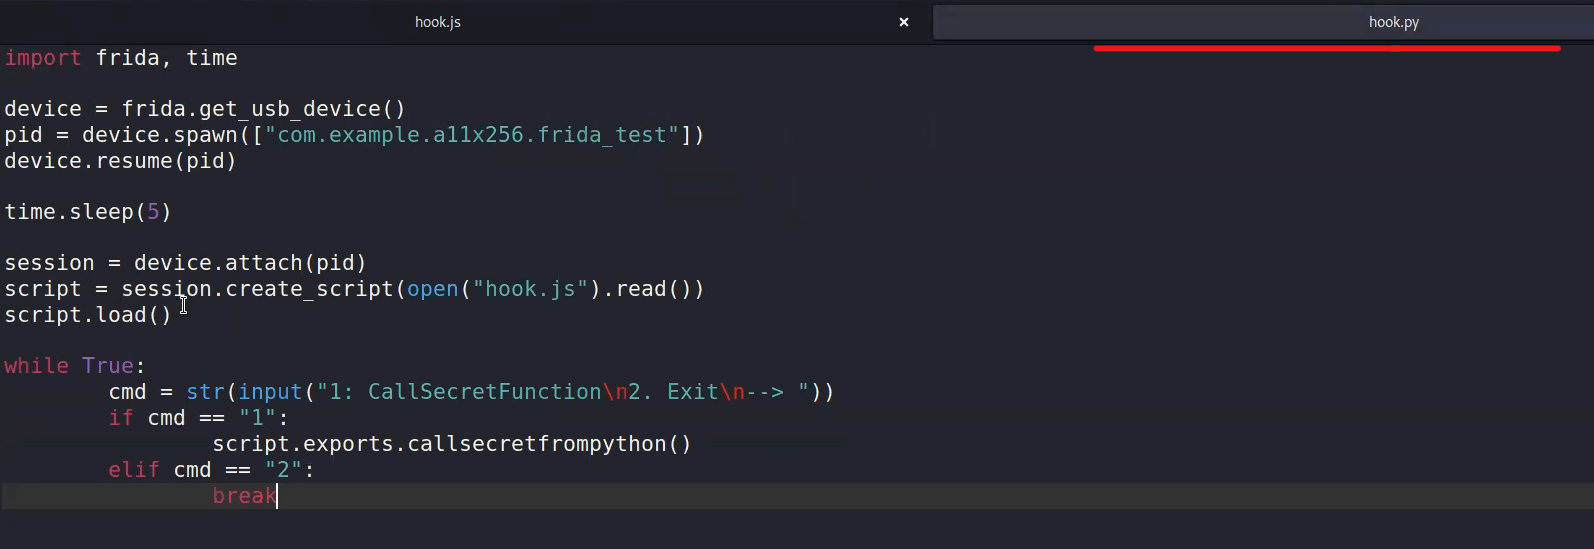 hook.js × hook.py
import frida, time
device = frida.get_usb_device()
pid = device.spawn(["com.example.a11x256.frida_test"])
device.resume(pid)
time.sleep(5)
session = device.attach(pid)
script = session.create_script(open("hook.js").read())
script.load()
while True:
        cmd = str(input("1: CallSecretFunction\n2. Exit\n--> "))
        if cmd == "1":
                script.exports.callsecretfrompython()
        elif cmd == "2":
                break